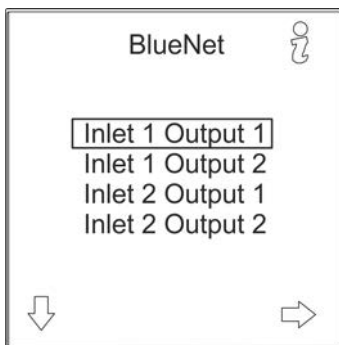 BlueNet
i
Inlet 1 Output 1
Inlet 1 Output 2
Inlet 2 Output 1
Inlet 2 Output 2